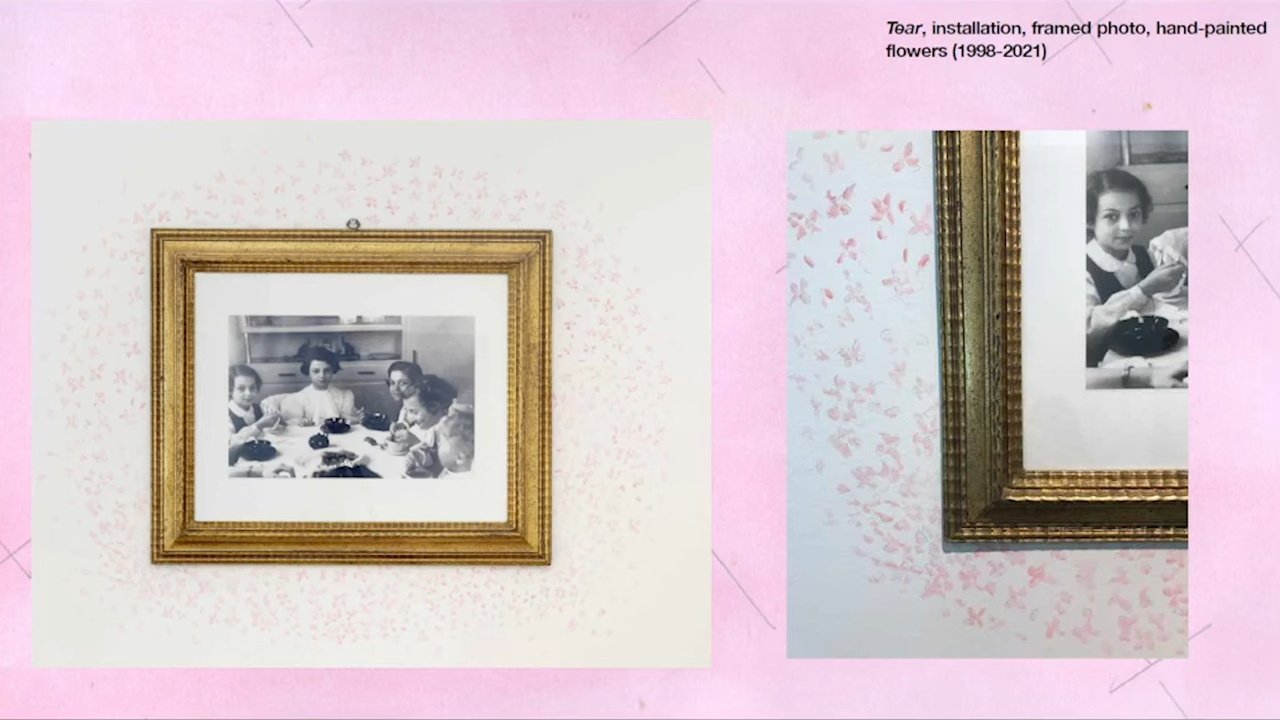 Tear, installation, framed photo, hand-painted
flowers (1998-2021)